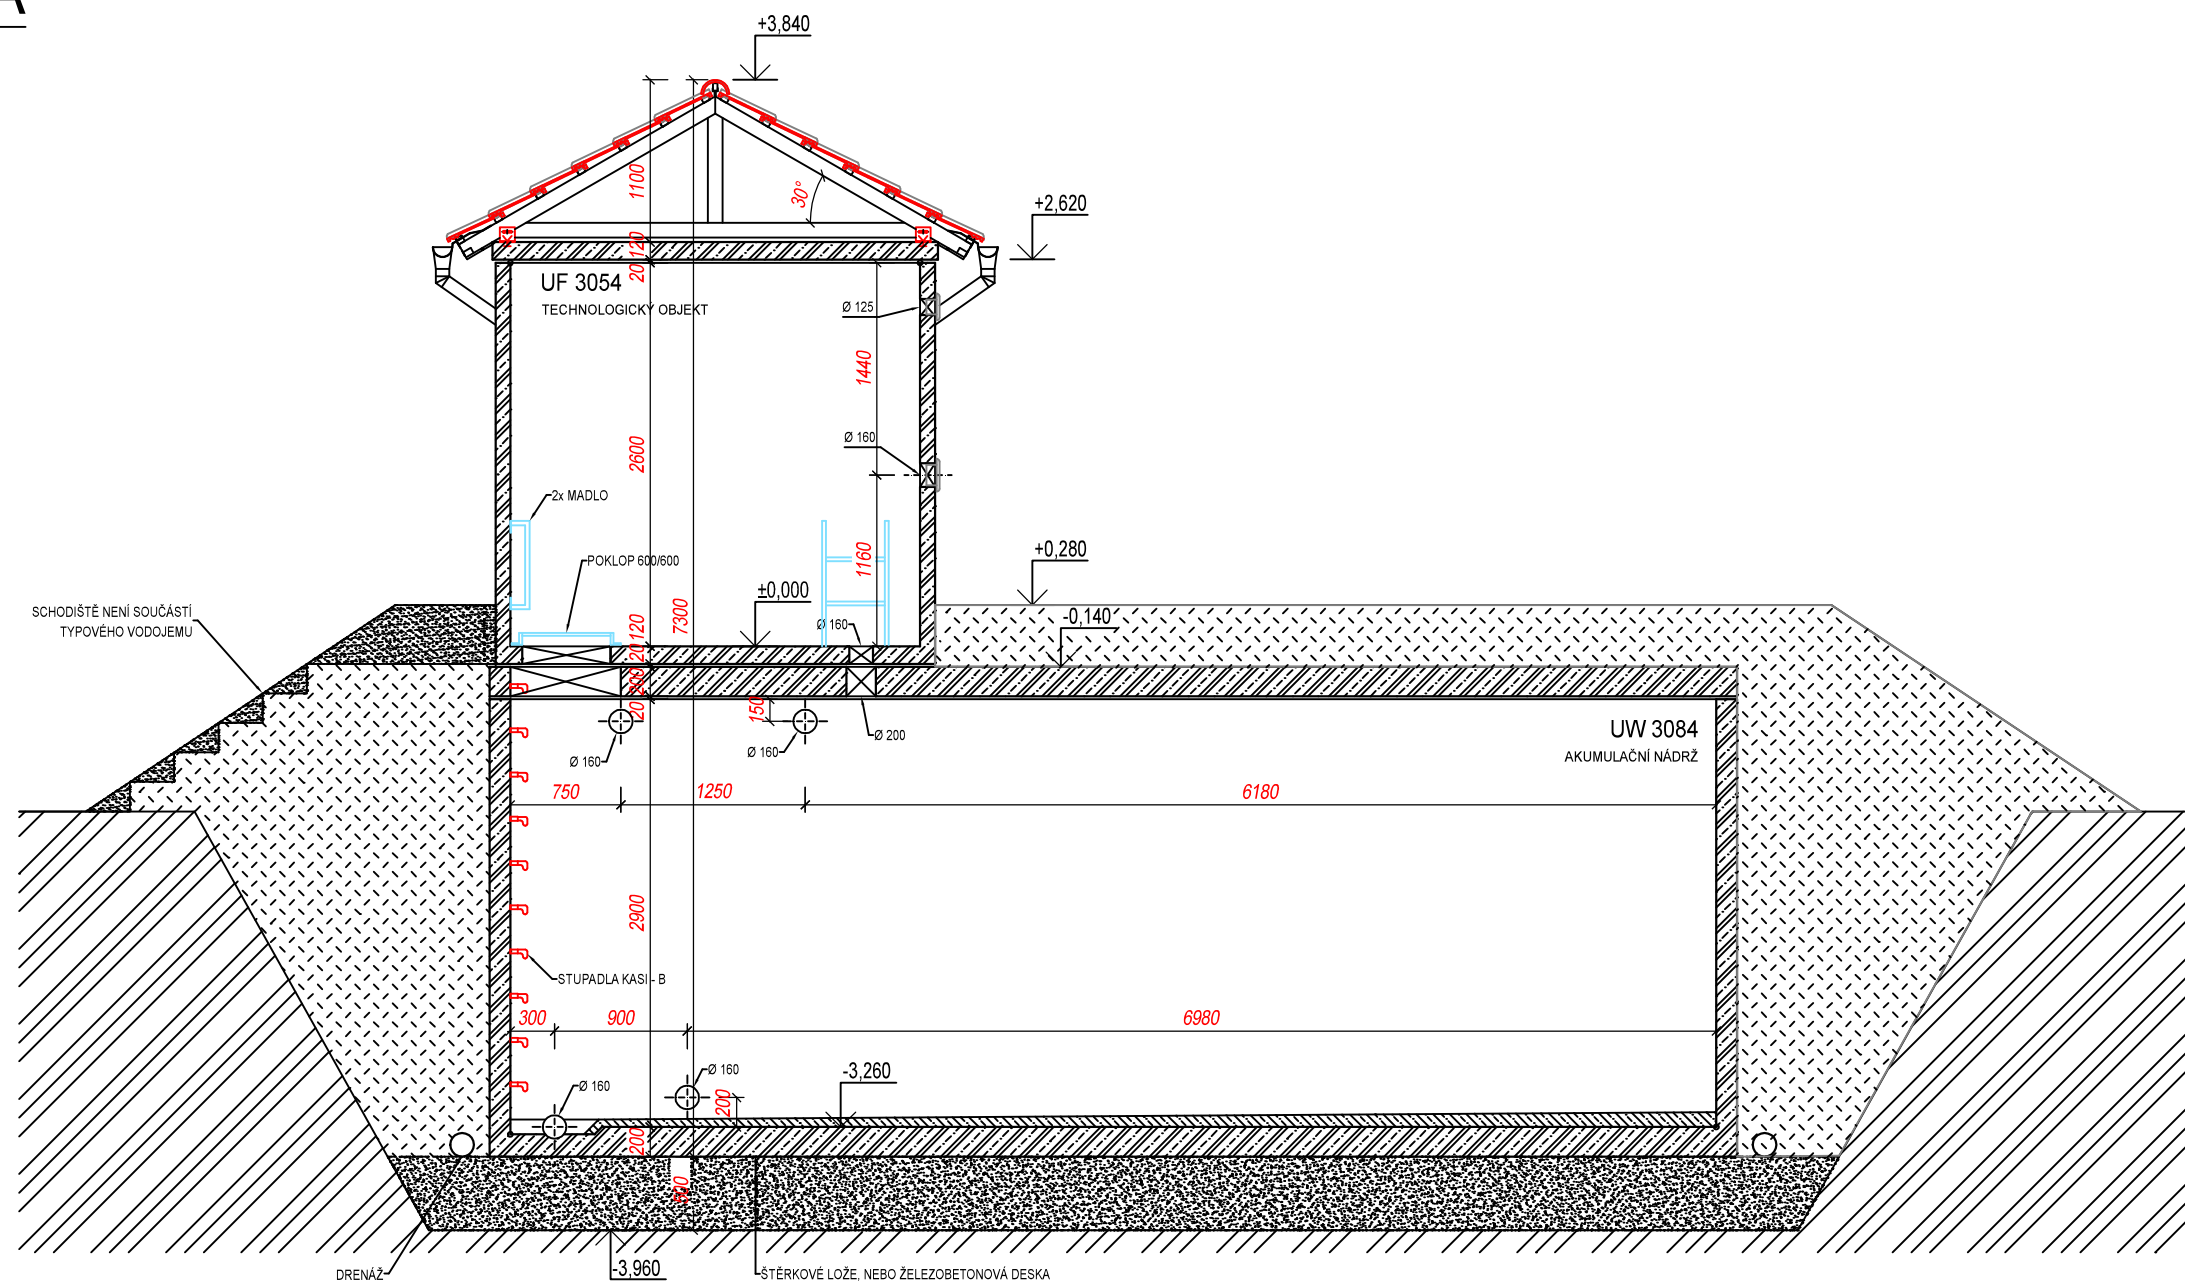 A
+3,840
1100
30°
+2,620
120
20
UF 3054
TECHNOLOGICKÝ OBJEKT
Ø 125
1440
2600
Ø 160
2x MADLO
POKLOP 600/600
1160
+0,280
±0,000
7300
-0,140
SCHODIŠTĚ NENÍ SOUČÁSTÍ
TYPOVÉHO VODOJEMU
120
Ø 160
20
200
20
150
UW 3084
AKUMULAČNÍ NÁDRŽ
Ø 160
Ø 160
Ø 200
750
1250
6180
2900
STUPADLA KASI - B
300
900
6980
Ø 160
Ø 160
-3,260
200
200
500
DRENÁŽ
-3,960
ŠTĚRKOVÉ LOŽE, NEBO ŽELEZOBETONOVÁ DESKA